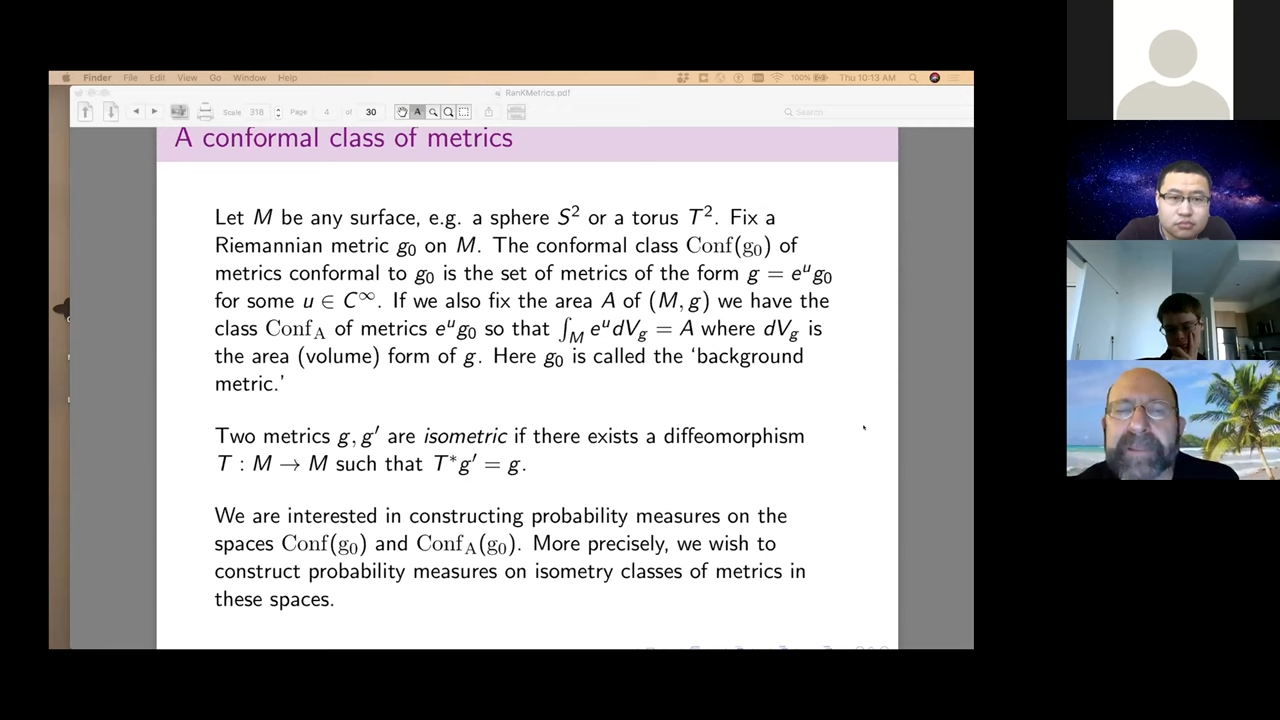 Finder File Edit View Go Window Help 100% Thu 10:13 AM
RanKMetrics.pdf
Scale 318 Page 4 of 30 A Search
A conformal class of metrics
Let M be any surface, e.g. a sphere S² or a torus T². Fix a
Riemannian metric g₀ on M. The conformal class Conf(g₀) of
metrics conformal to g₀ is the set of metrics of the form g = eᵘg₀
for some u ∈ C^∞. If we also fix the area A of (M, g) we have the
class Conf_A of metrics eᵘg₀ so that ∫_M eᵘdV_g = A where dV_g is
the area (volume) form of g. Here g₀ is called the ‘background
metric.’
Two metrics g, g′ are isometric if there exists a diffeomorphism
T : M → M such that T*g′ = g.
We are interested in constructing probability measures on the
spaces Conf(g₀) and Conf_A(g₀). More precisely, we wish to
construct probability measures on isometry classes of metrics in
these spaces.